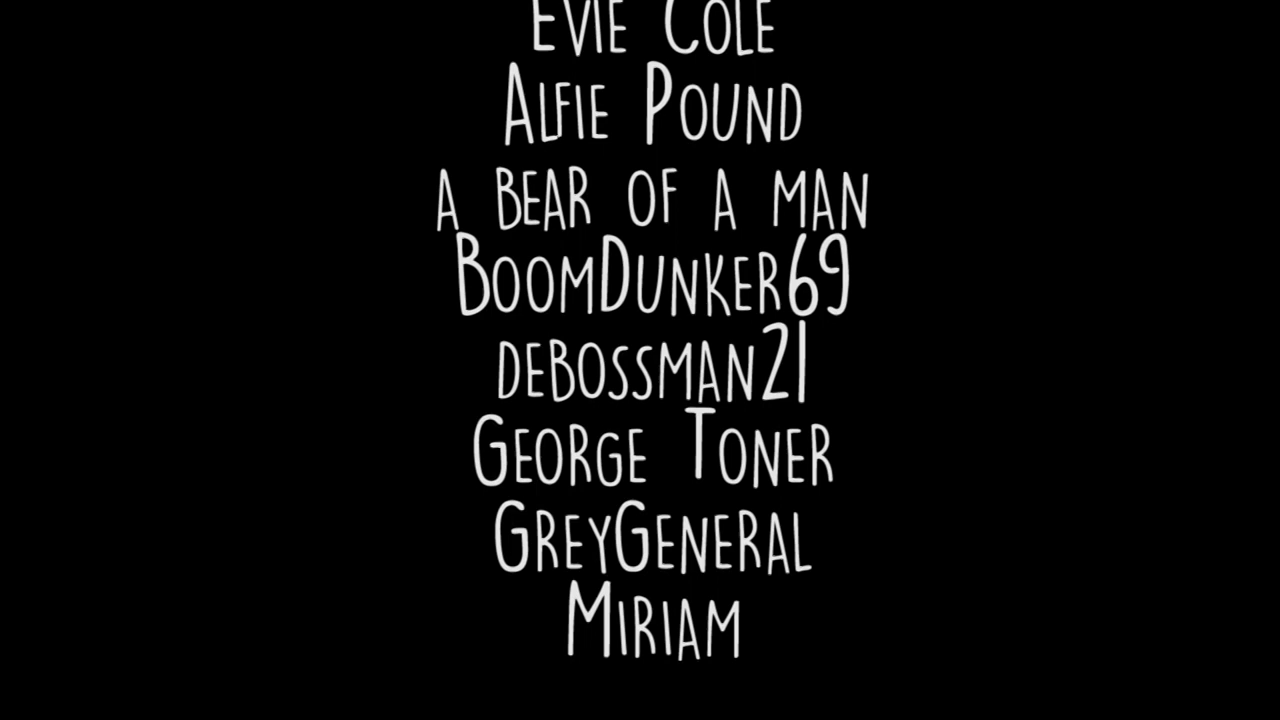 Evie Cole
Alfie Pound
a bear of a man
BoomDunker69
debossman21
George Toner
GreyGeneral
Miriam